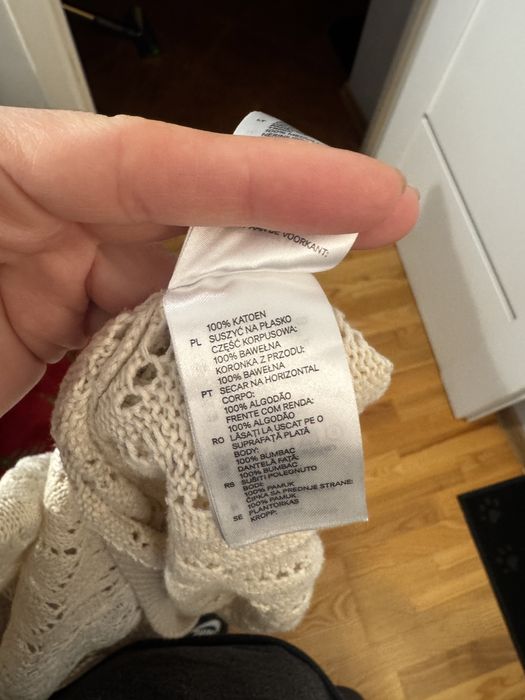 VOORKANT:
100% KATOEN
PL SUSZYĆ NA PŁASKO
CZĘŚĆ KORPUSOWA:
100% BAWEŁNA
KORONKA Z PRZODU:
100% BAWEŁNA
PT SECAR NA HORIZONTAL
CORPO:
100% ALGODÃO
FRENTE COM RENDA:
100% ALGODÃO
RO LĂSAȚI LA USCAT PE O
SUPRAFAȚĂ PLATĂ
BODY:
100% BUMBAC
DANTELĂ FAȚĂ:
100% BUMBAC
RS SUŠITI POLEGNUTO
BODE:
100% PAMUK
ČIPKA SA PREDNJE STRANE:
100% PAMUK
SE PLANTORKAS
KROPP: